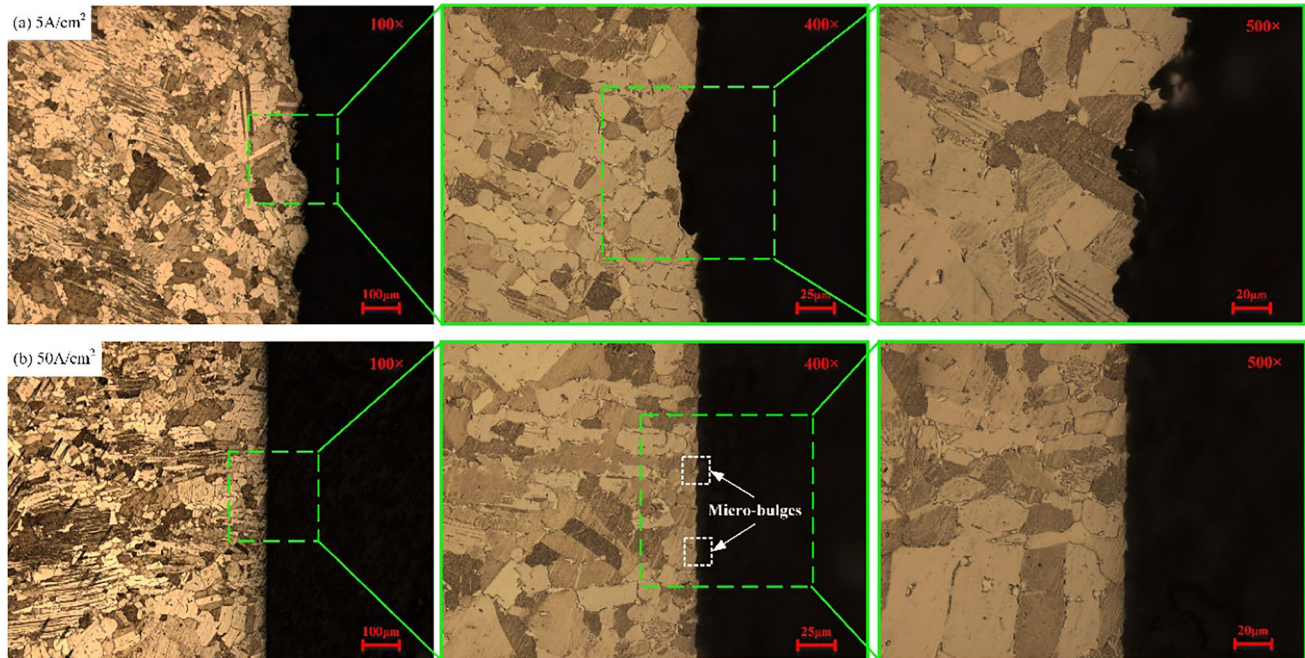 (a) 5A/cm²
100×
400×
500×
100μm
25μm
20μm
(b) 50A/cm²
100×
400×
500×
Micro-bulges
100μm
25μm
20μm